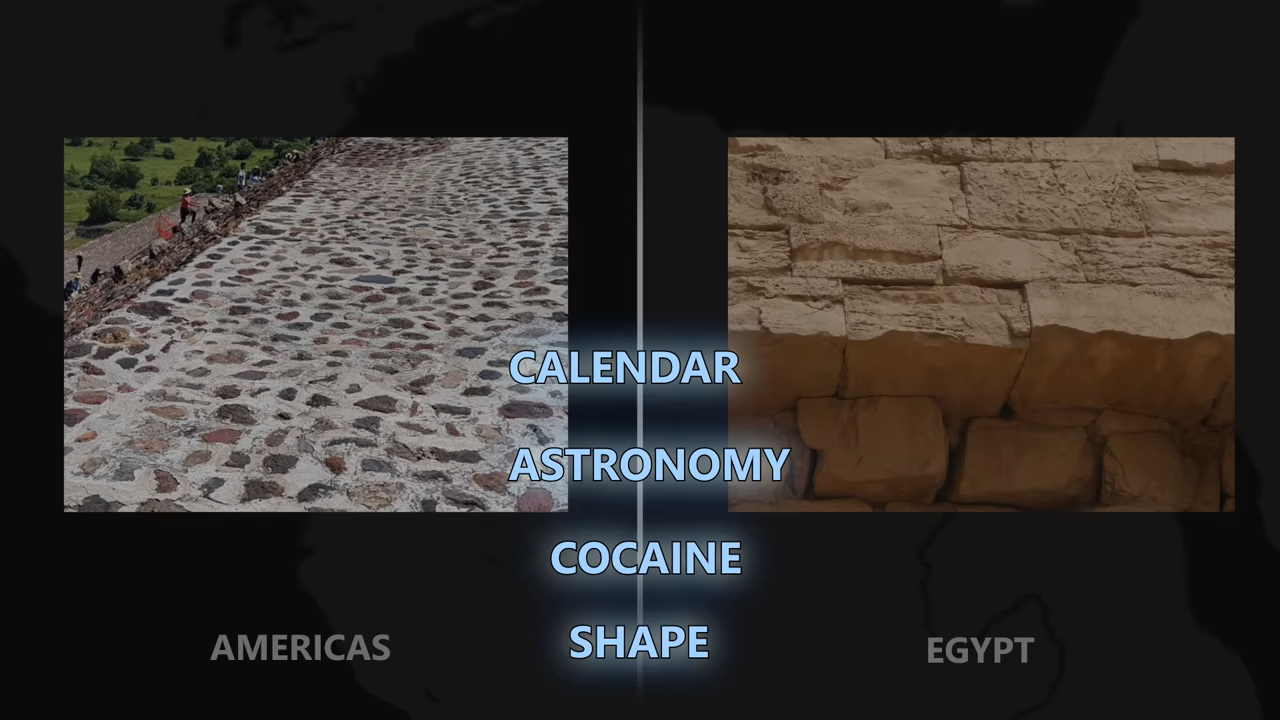 CALENDAR
ASTRONOMY
COCAINE
SHAPE
AMERICAS
EGYPT